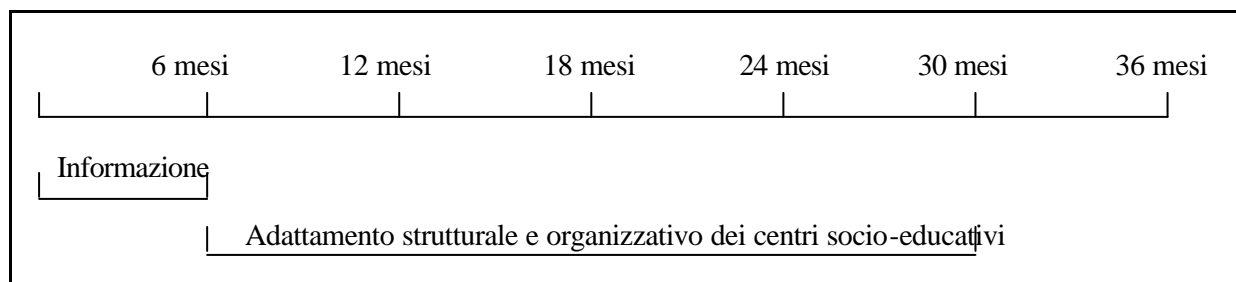 6 mesi 12 mesi 18 mesi 24 mesi 30 mesi 36 mesi
Informazione
Adattamento strutturale e organizzativo dei centri socio-educativi